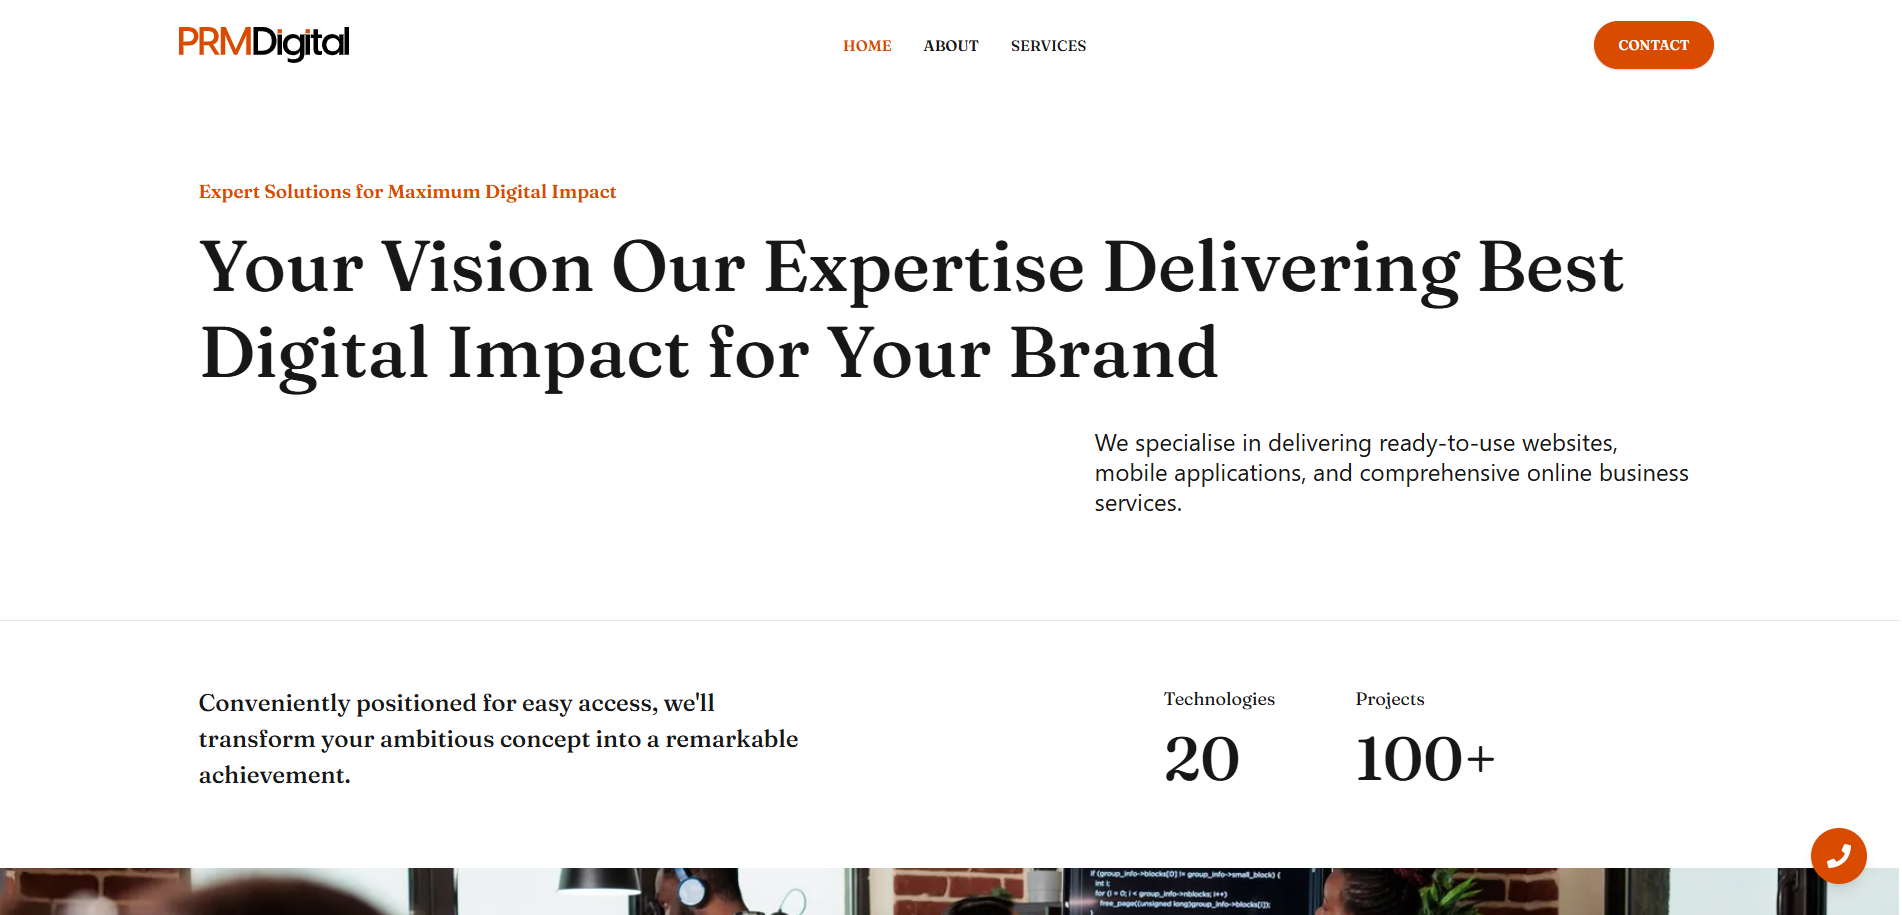 PRMDigital
HOME ABOUT SERVICES
CONTACT
Expert Solutions for Maximum Digital Impact
Your Vision Our Expertise Delivering Best
Digital Impact for Your Brand
We specialise in delivering ready-to-use websites,
mobile applications, and comprehensive online business
services.
Conveniently positioned for easy access, we'll
transform your ambitious concept into a remarkable
achievement.
Technologies
20
Projects
100+
if (group_info->blocks[0] != group_info->small_block) {
int i;
for (i = 0; i < group_info->nblocks; i++)
free_page((unsigned long)group_info->blocks[i]);